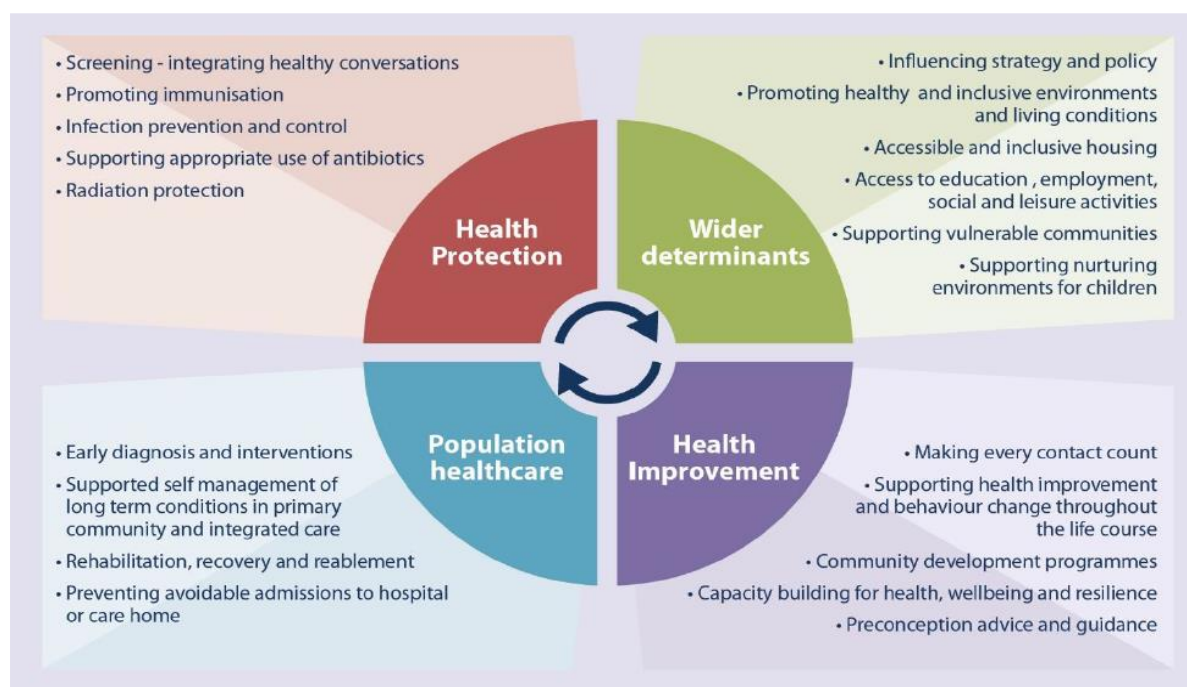 • Screening - integrating healthy conversations
• Promoting immunisation
• Infection prevention and control
• Supporting appropriate use of antibiotics
• Radiation protection
Health
Protection
• Influencing strategy and policy
• Promoting healthy and inclusive environments
and living conditions
• Accessible and inclusive housing
• Access to education , employment,
social and leisure activities
• Supporting vulnerable communities
• Supporting nurturing
environments for children
Wider
determinants
• Early diagnosis and interventions
• Supported self management of
long term conditions in primary
community and integrated care
• Rehabilitation, recovery and reablement
• Preventing avoidable admissions to hospital
or care home
Population
healthcare
Health
Improvement
• Making every contact count
• Supporting health improvement
and behaviour change throughout
the life course
• Community development programmes
• Capacity building for health, wellbeing and resilience
• Preconception advice and guidance